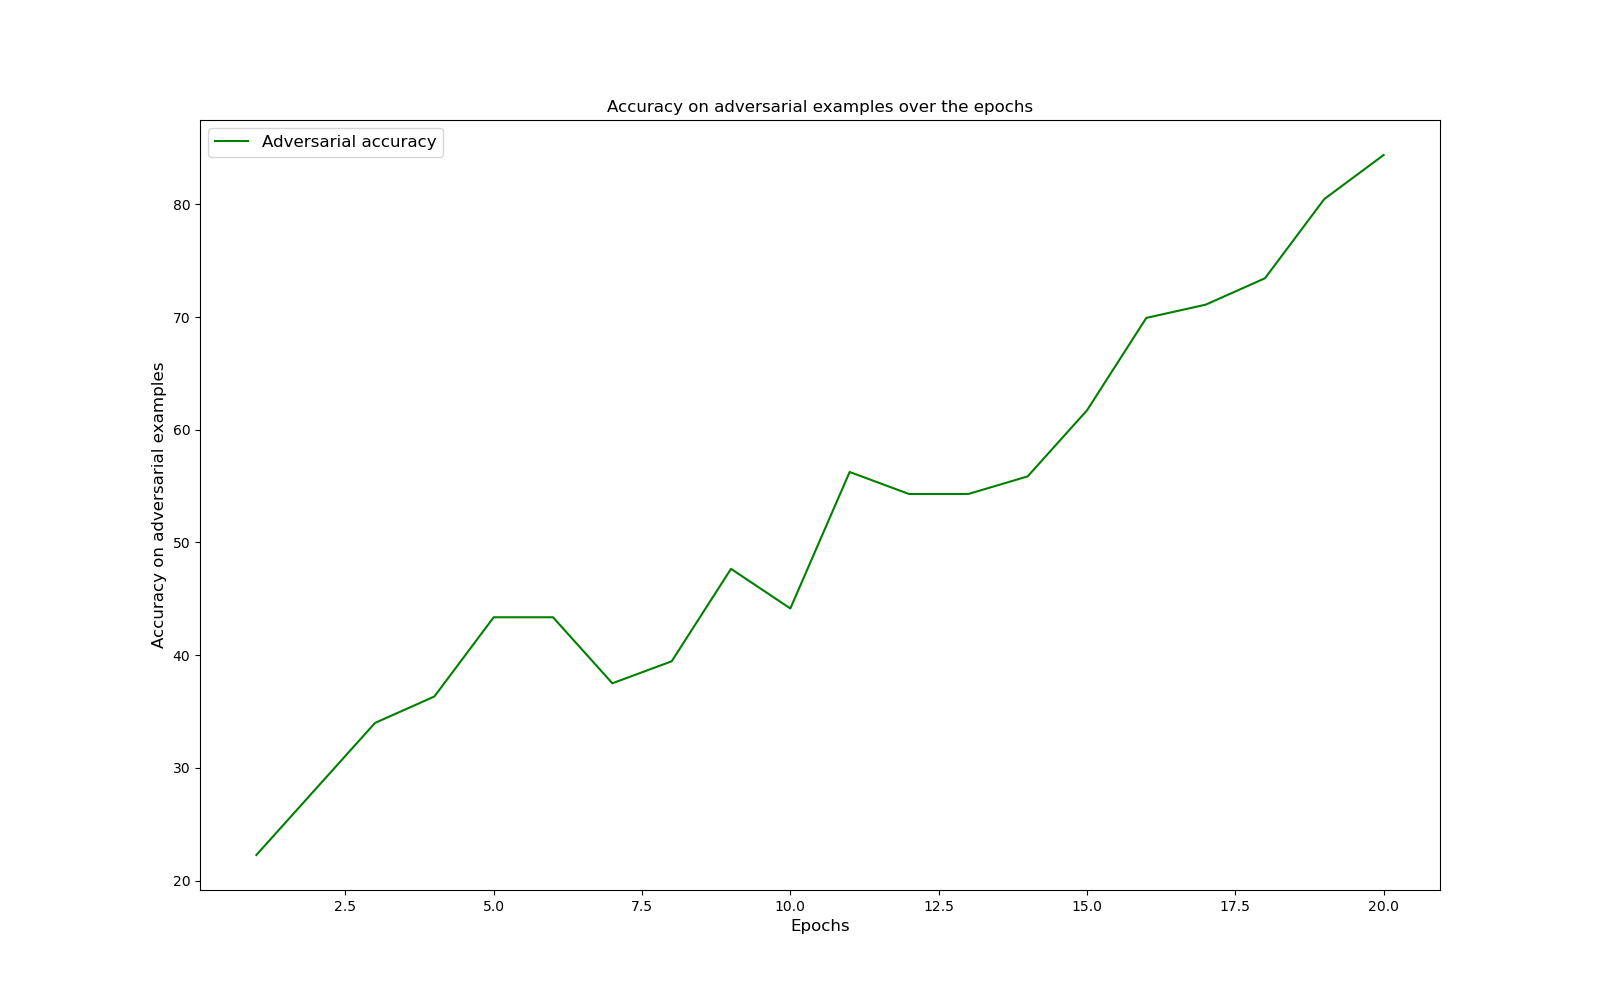 Accuracy on adversarial examples over the epochs
Adversarial accuracy
Accuracy on adversarial examples
80
70
60
50
40
30
20
2.5 5.0 7.5 10.0 12.5 15.0 17.5 20.0
Epochs